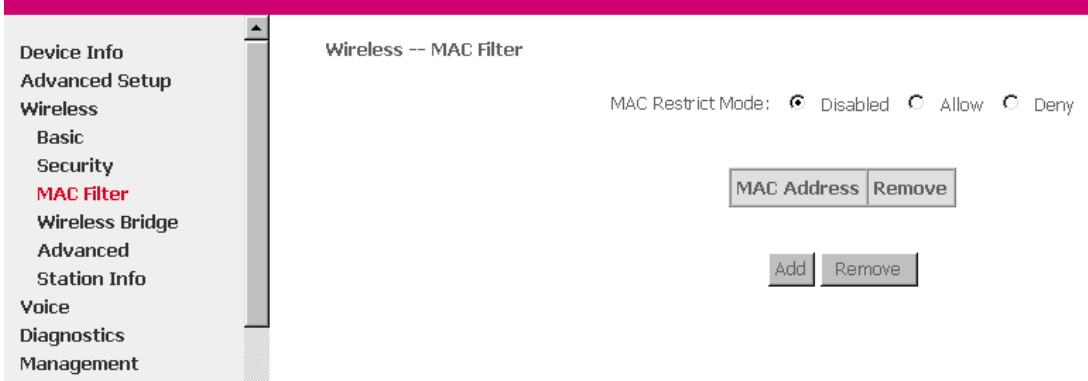 Device Info
Advanced Setup
Wireless
Basic
Security
MAC Filter
Wireless Bridge
Advanced
Station Info
Voice
Diagnostics
Management
Wireless -- MAC Filter
MAC Restrict Mode: Disabled Allow Deny
MAC Address Remove
Add Remove